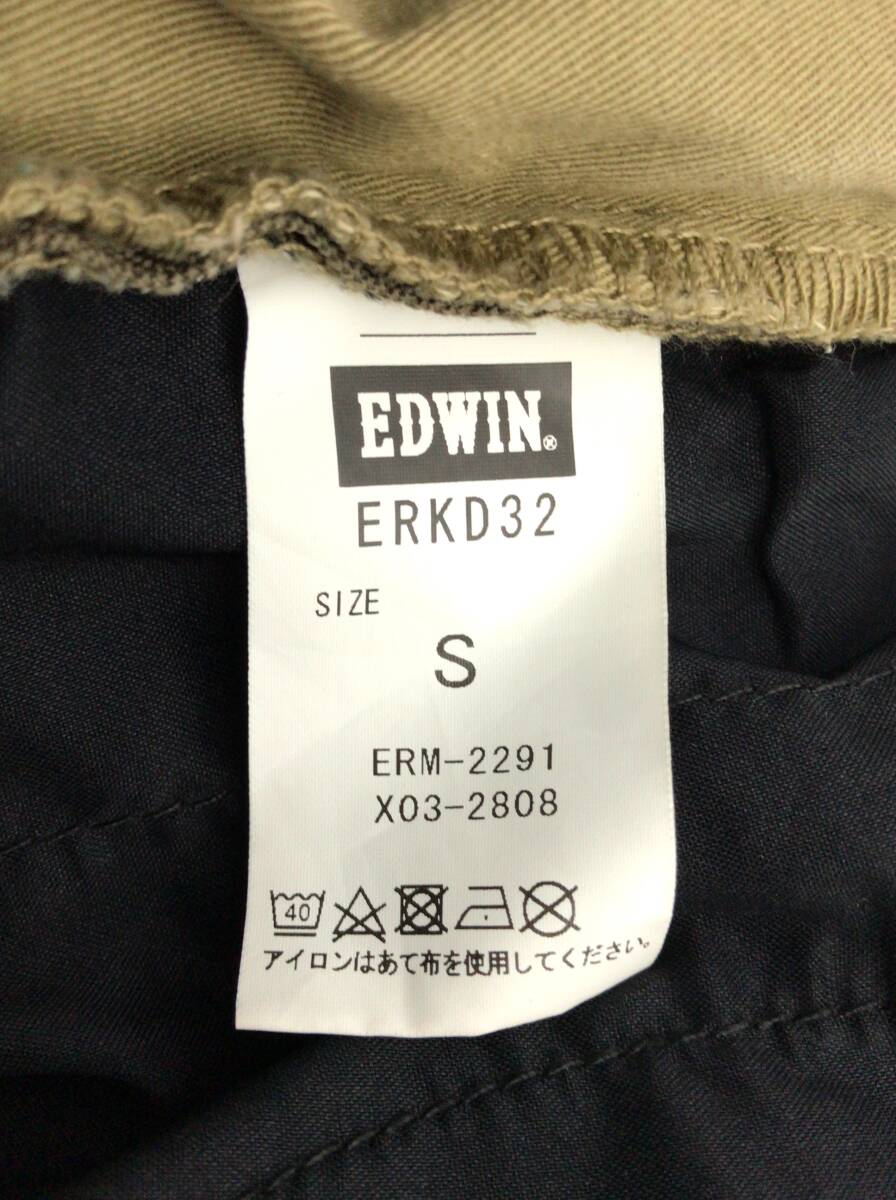 EDWIN®
ERKD32
SIZE
S
ERM-2291
X03-2808
40
アイロンはあて布を使用してください。